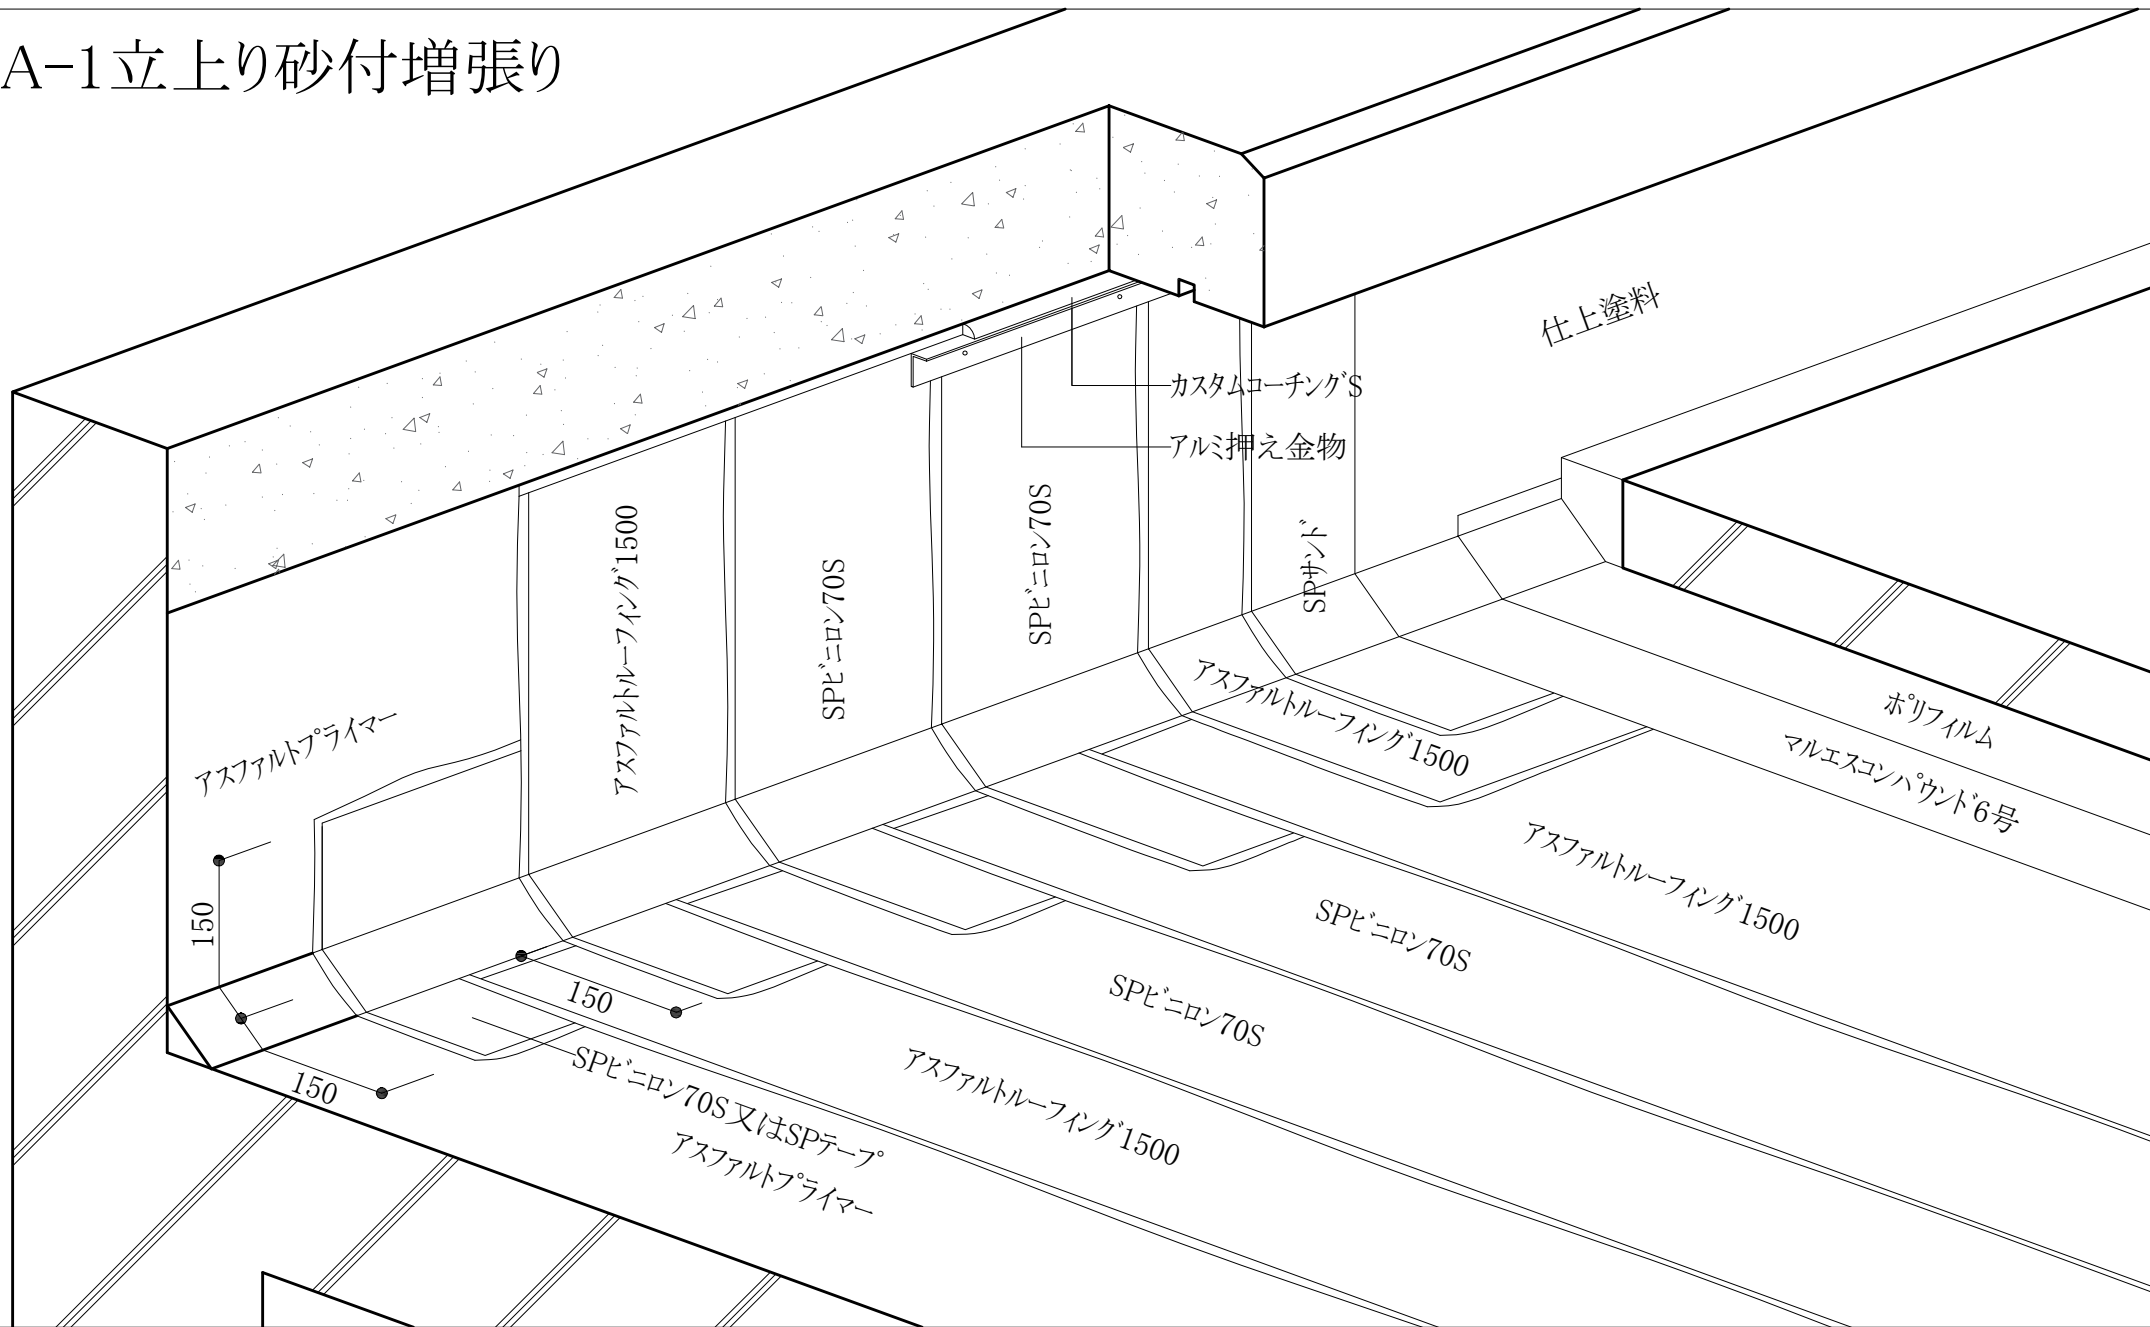 A-1立上り砂付増張り
仕上塗料
カスタムコーチングS
アルミ押え金物
アスファルトプライマー
アスファルトルーフィング1500
SPビニロン70S
SPビニロン70S
SPサンド
アスファルトルーフィング1500
ポリフィルム
マルエスコンパウンド6号
アスファルトルーフィング1500
SPビニロン70S
SPビニロン70S
アスファルトルーフィング1500
SPビニロン70S又はSPテープ
アスファルトプライマー
150
150
150